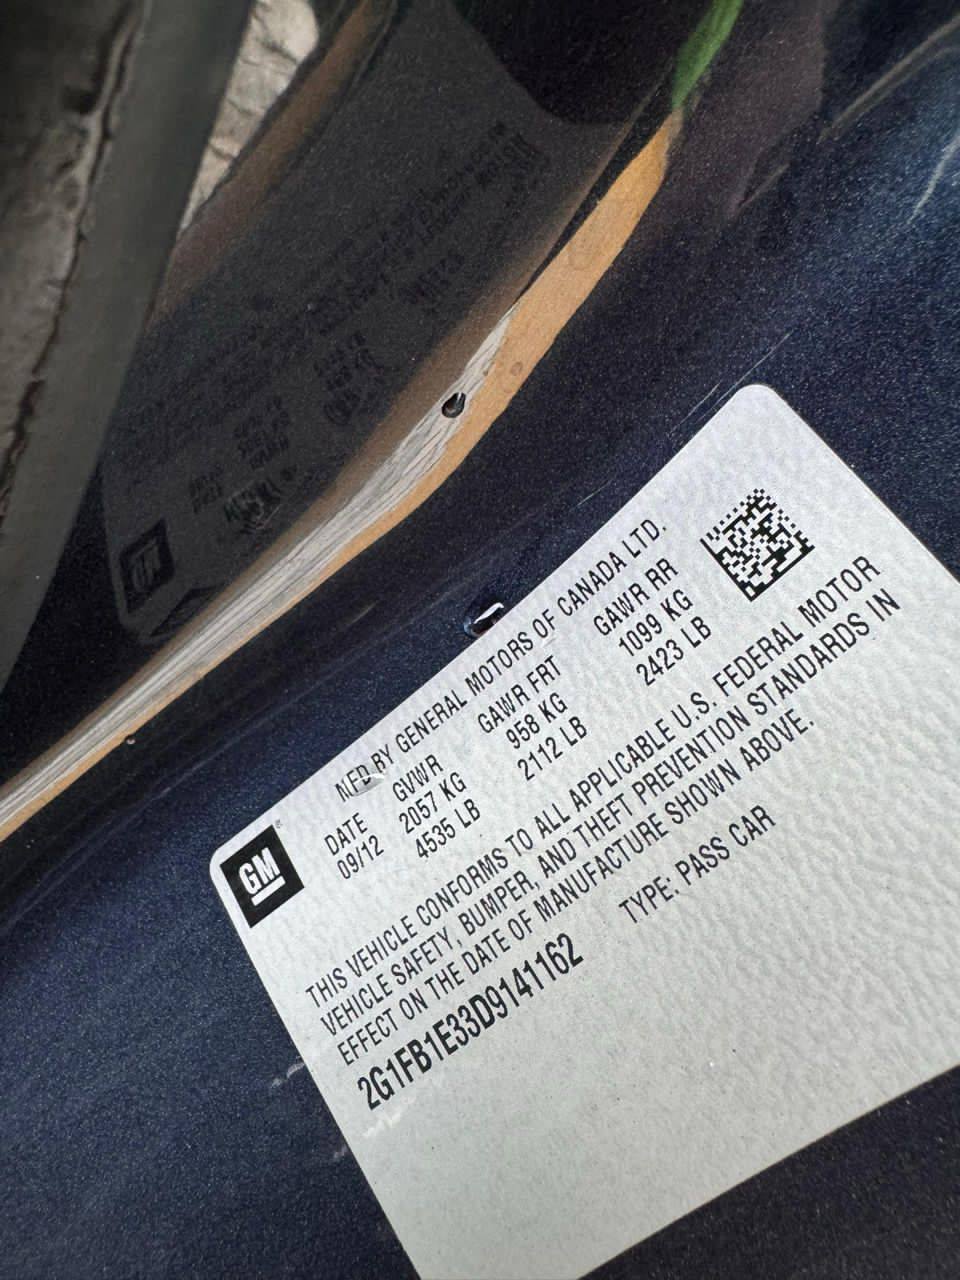 MFD BY GENERAL MOTORS OF CANADA LTD.
DATE GVWR GAWR FRT GAWR RR
09/12 2057 KG 958 KG 1099 KG
4535 LB 2112 LB 2423 LB
GM
THIS VEHICLE CONFORMS TO ALL APPLICABLE U.S. FEDERAL MOTOR
VEHICLE SAFETY, BUMPER, AND THEFT PREVENTION STANDARDS IN
EFFECT ON THE DATE OF MANUFACTURE SHOWN ABOVE.
2G1FB1E33D9141162 TYPE: PASS CAR